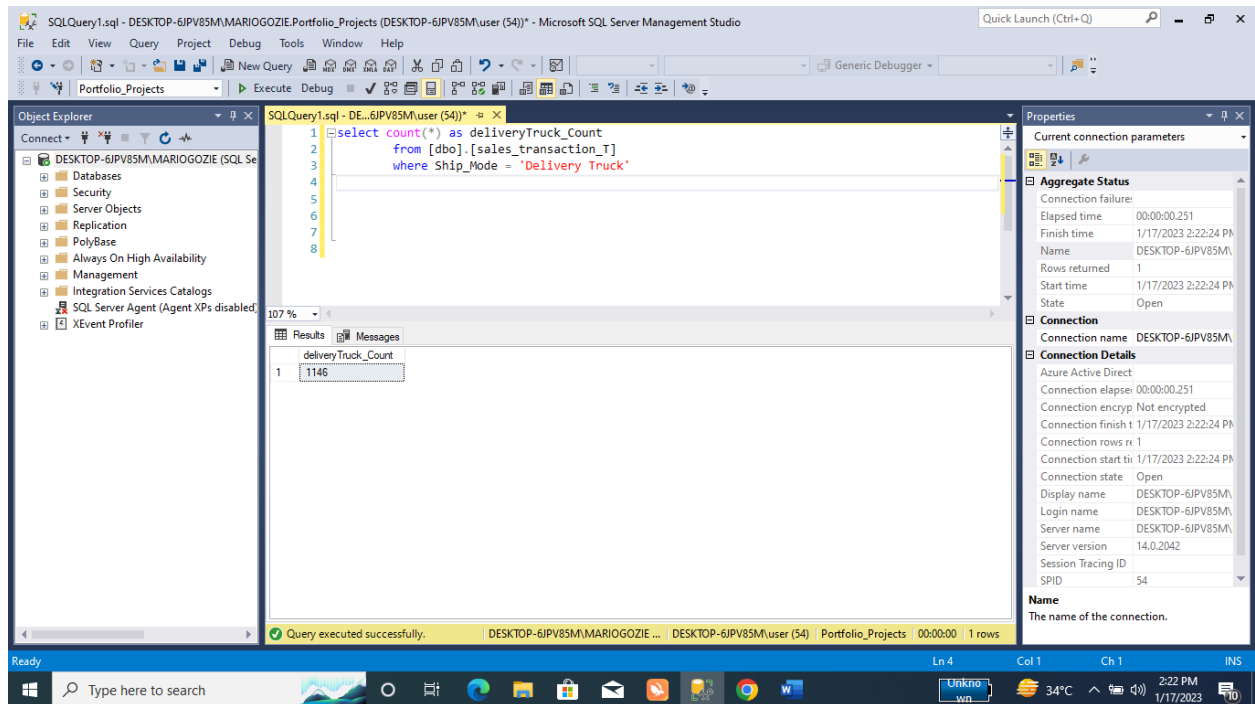 SQLQuery1.sql - DESKTOP-6JPV85M\MARIOGOZIE.Portfolio_Projects (DESKTOP-6JPV85M\user (54))* - Microsoft SQL Server Management Studio
Quick Launch (Ctrl+Q)
File Edit View Query Project Debug Tools Window Help
New Query
Generic Debugger
Portfolio_Projects
Execute Debug
Object Explorer
Connect
DESKTOP-6JPV85M\MARIOGOZIE (SQL Se
Databases
Security
Server Objects
Replication
PolyBase
Always On High Availability
Management
Integration Services Catalogs
SQL Server Agent (Agent XPs disabled)
XEvent Profiler
SQLQuery1.sql - DE...6JPV85M\user (54))*
1 select count(*) as deliveryTruck_Count
2 from [dbo].[sales_transaction_T]
3 where Ship_Mode = 'Delivery Truck'
4
5
6
7
8
107 %
Results Messages
deliveryTruck_Count
1 1146
Query executed successfully. DESKTOP-6JPV85M\MARIOGOZIE ... DESKTOP-6JPV85M\user (54) Portfolio_Projects 00:00:00 1 rows
Properties
Current connection parameters
Aggregate Status
Connection failure
Elapsed time 00:00:00.251
Finish time 1/17/2023 2:22:24 PM
Name DESKTOP-6JPV85M\
Rows returned 1
Start time 1/17/2023 2:22:24 PM
State Open
Connection
Connection name DESKTOP-6JPV85M\
Connection Details
Azure Active Direct
Connection elapse 00:00:00.251
Connection encryp Not encrypted
Connection finish t 1/17/2023 2:22:24 PM
Connection rows re 1
Connection start ti 1/17/2023 2:22:24 PM
Connection state Open
Display name DESKTOP-6JPV85M\
Login name DESKTOP-6JPV85M\
Server name DESKTOP-6JPV85M\
Server version 14.0.2042
Session Tracing ID
SPID 54
Name
The name of the connection.
Ready Ln 4 Col 1 Ch 1 INS
Type here to search
Unkno
wn
34°C
2:22 PM
1/17/2023
10